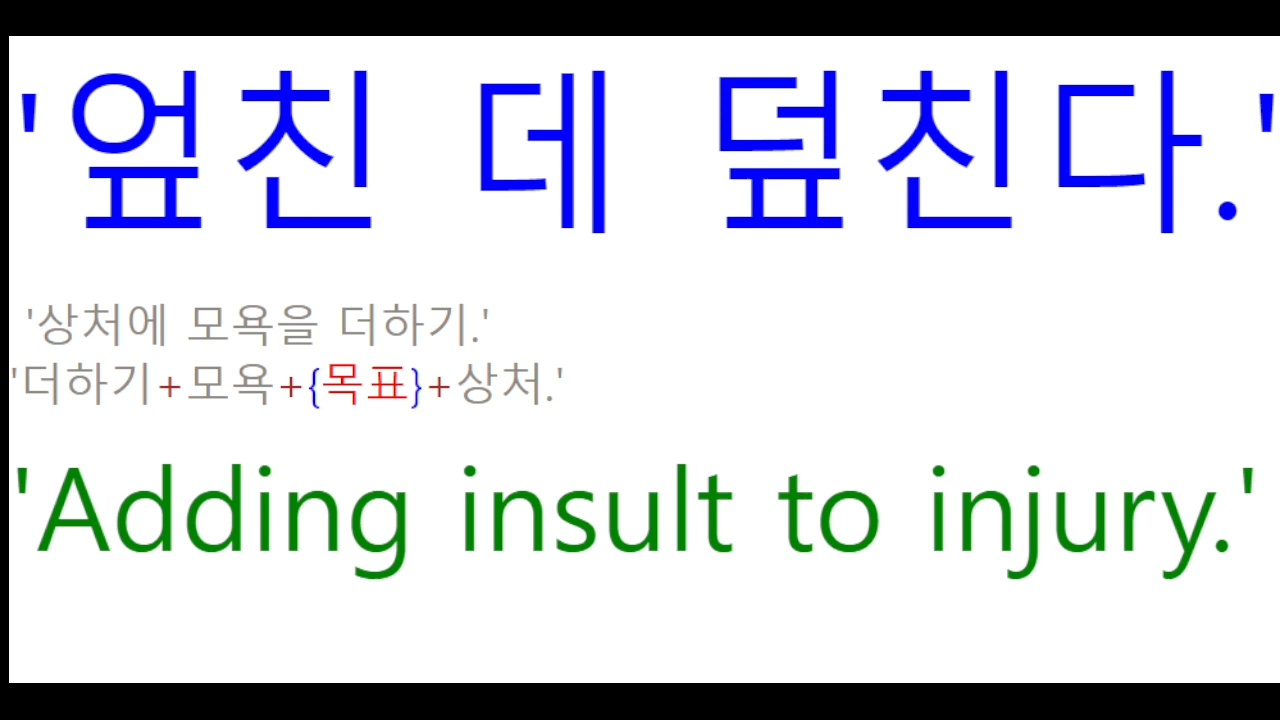 '엎친 데 덮친다.'
'상처에 모욕을 더하기.'
'더하기+모욕+{목표}+상처.'
'Adding insult to injury.'